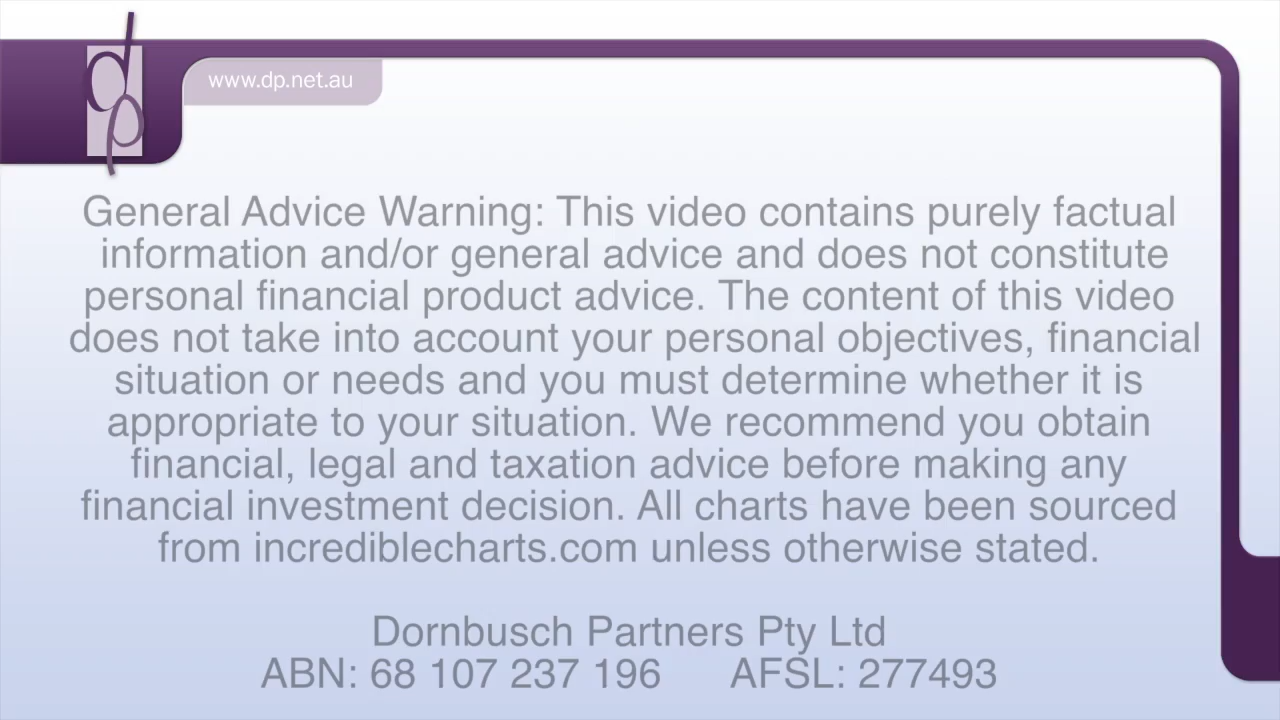 dp
www.dp.net.au
General Advice Warning: This video contains purely factual
information and/or general advice and does not constitute
personal financial product advice. The content of this video
does not take into account your personal objectives, financial
situation or needs and you must determine whether it is
appropriate to your situation. We recommend you obtain
financial, legal and taxation advice before making any
financial investment decision. All charts have been sourced
from incrediblecharts.com unless otherwise stated.
Dornbusch Partners Pty Ltd
ABN: 68 107 237 196 AFSL: 277493